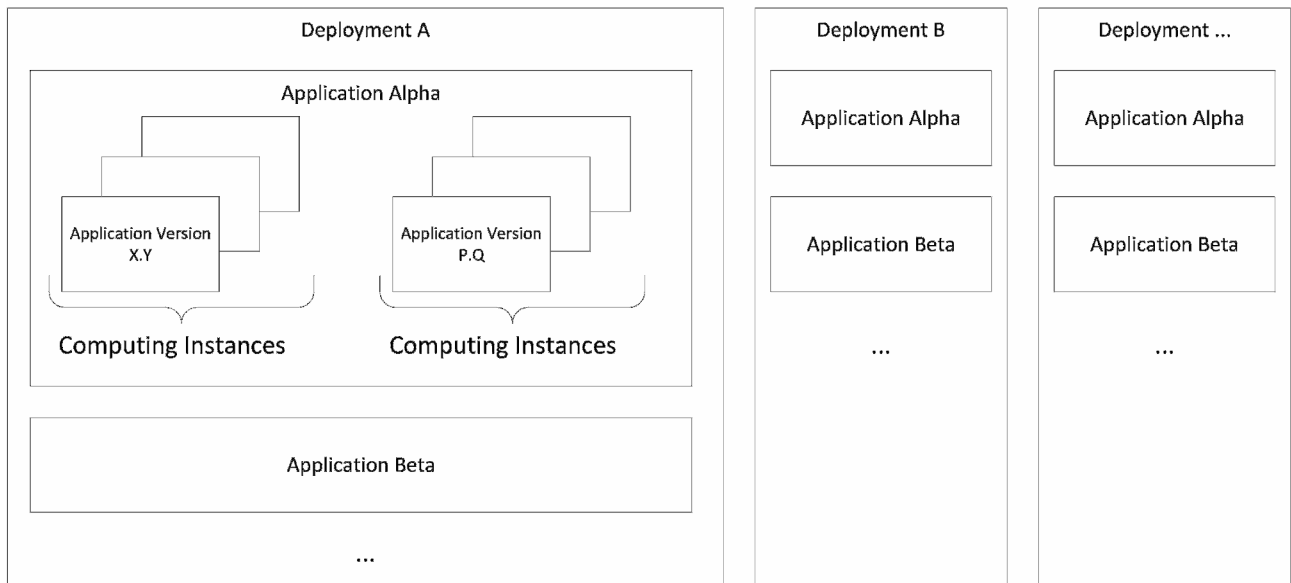 Deployment A
Application Alpha
Application Version
X.Y
Computing Instances
Application Version
P.Q
Computing Instances
Application Beta
...
Deployment B
Application Alpha
Application Beta
...
Deployment ...
Application Alpha
Application Beta
...